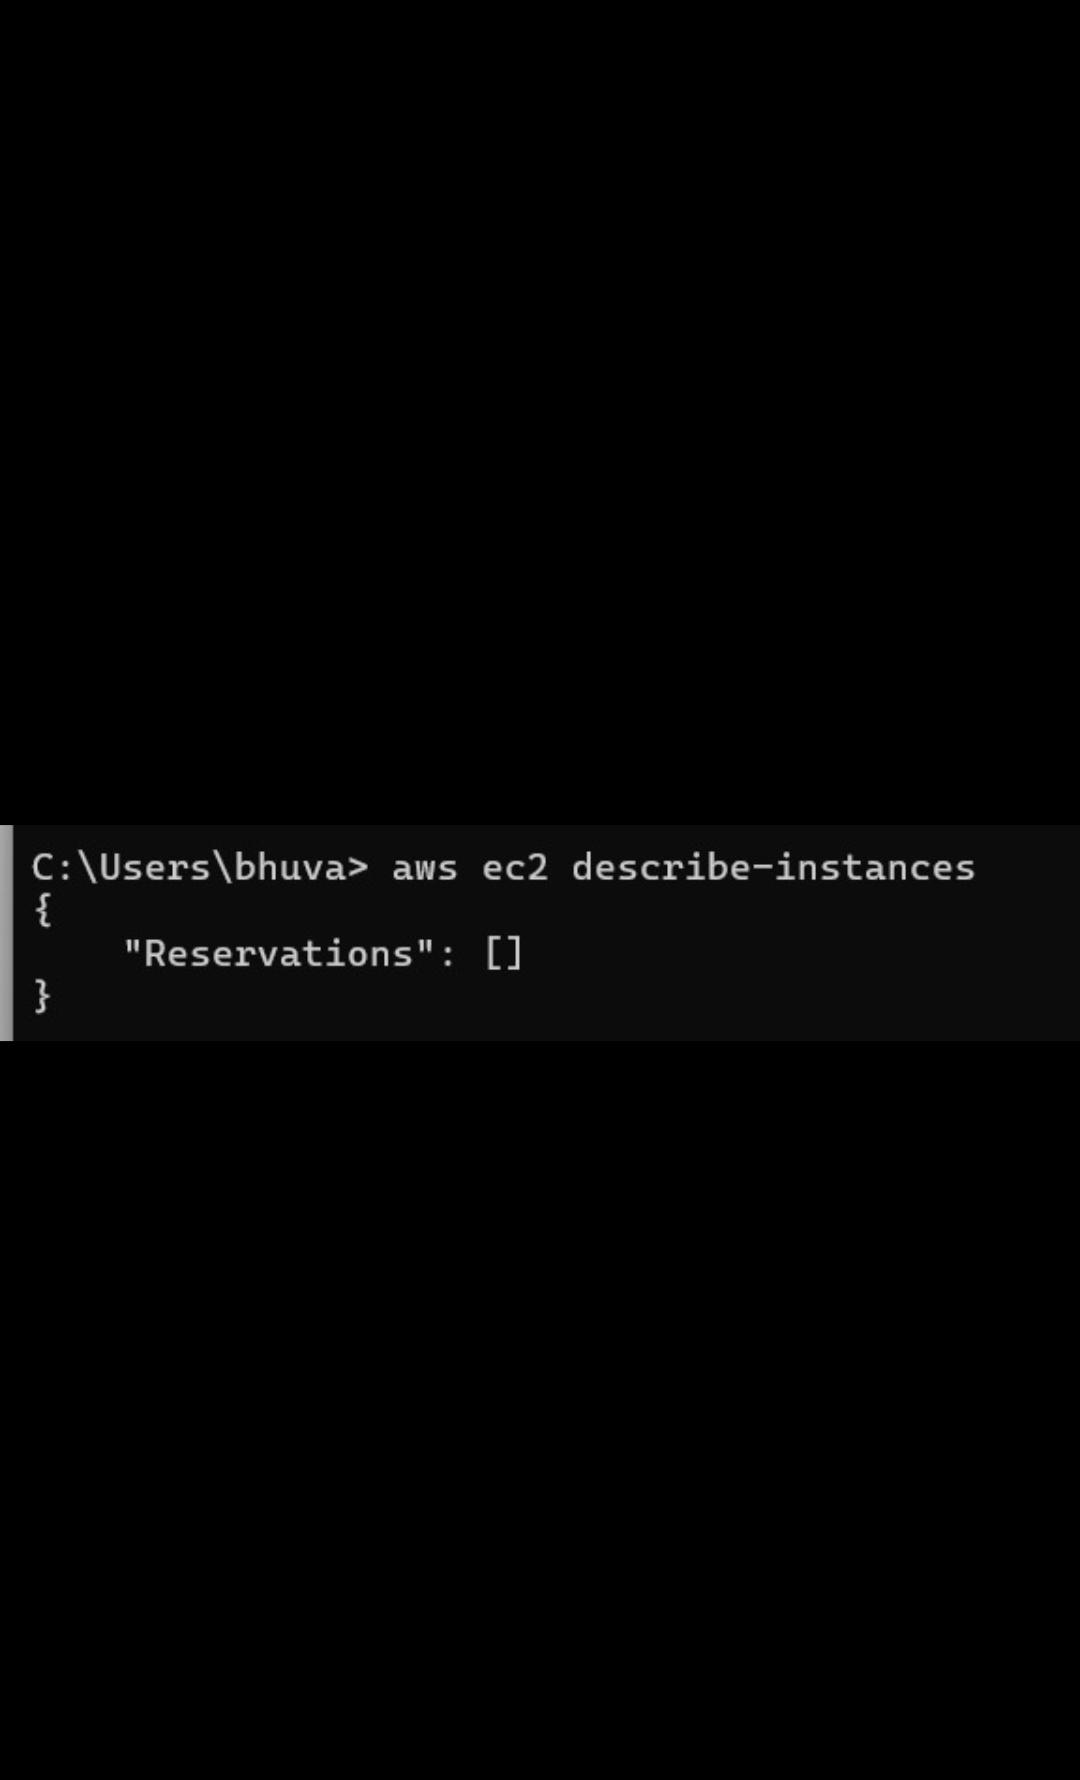 C:\Users\bhuva> aws ec2 describe-instances
{
    "Reservations": []
}